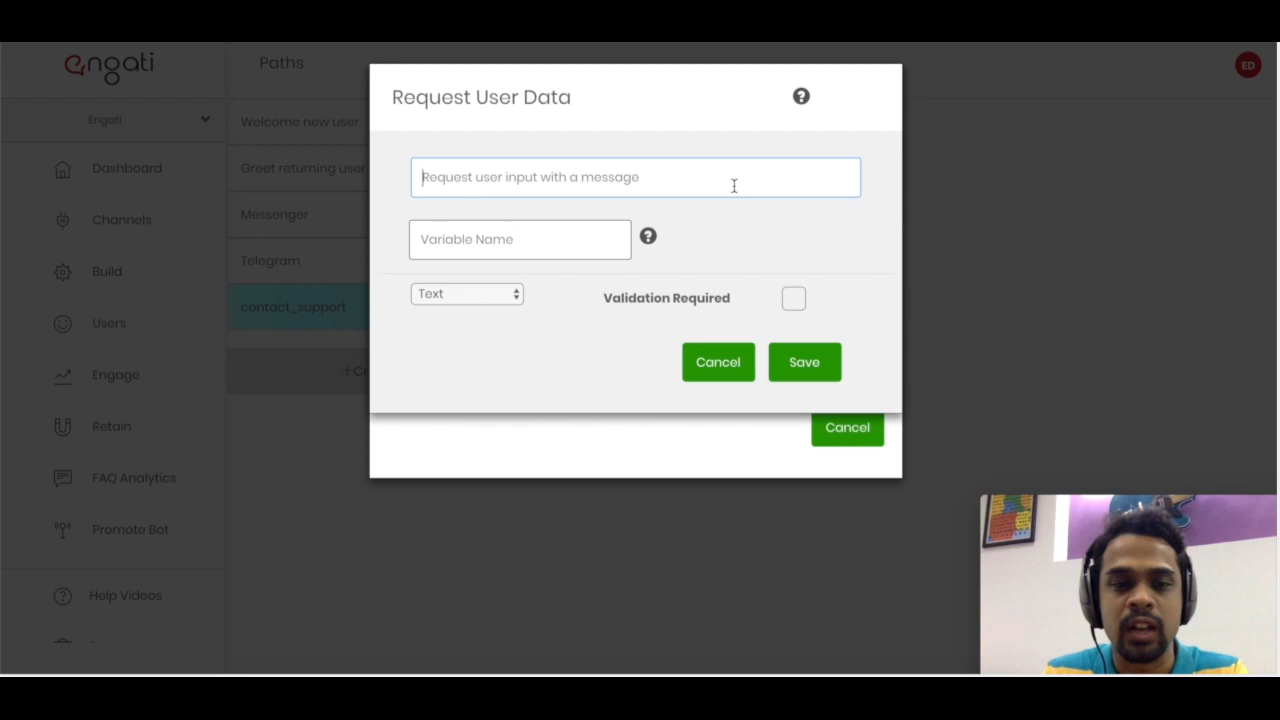 engati
Paths
ED
Engati
Welcome new user
Dashboard
Greet returning user
Channels
Messenger
Build
Telegram
Users
contact_support
Engage
Retain
FAQ Analytics
Promote Bot
Help Videos
Request User Data
?
Request user input with a message
Variable Name
?
Text
Validation Required
Cancel
Save
Cancel